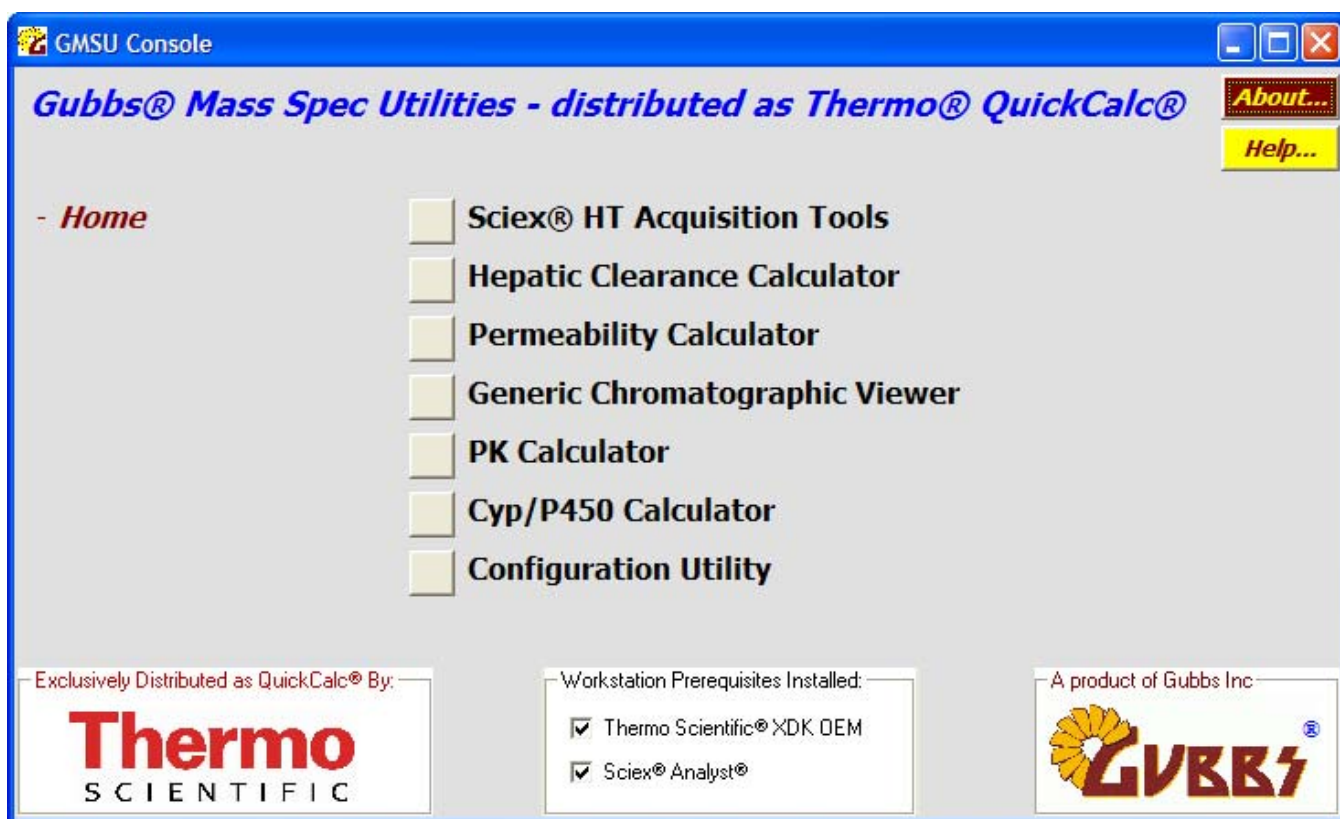 GMSU Console
Gubbs® Mass Spec Utilities - distributed as Thermo® QuickCalc®
About...
Help...
- Home
Sciex® HT Acquisition Tools
Hepatic Clearance Calculator
Permeability Calculator
Generic Chromatographic Viewer
PK Calculator
Cyp/P450 Calculator
Configuration Utility
Exclusively Distributed as QuickCalc® By:
Thermo
SCIENTIFIC
Workstation Prerequisites Installed:
Thermo Scientific® XDK OEM
Sciex® Analyst®
A product of Gubbs Inc
GUBBS®